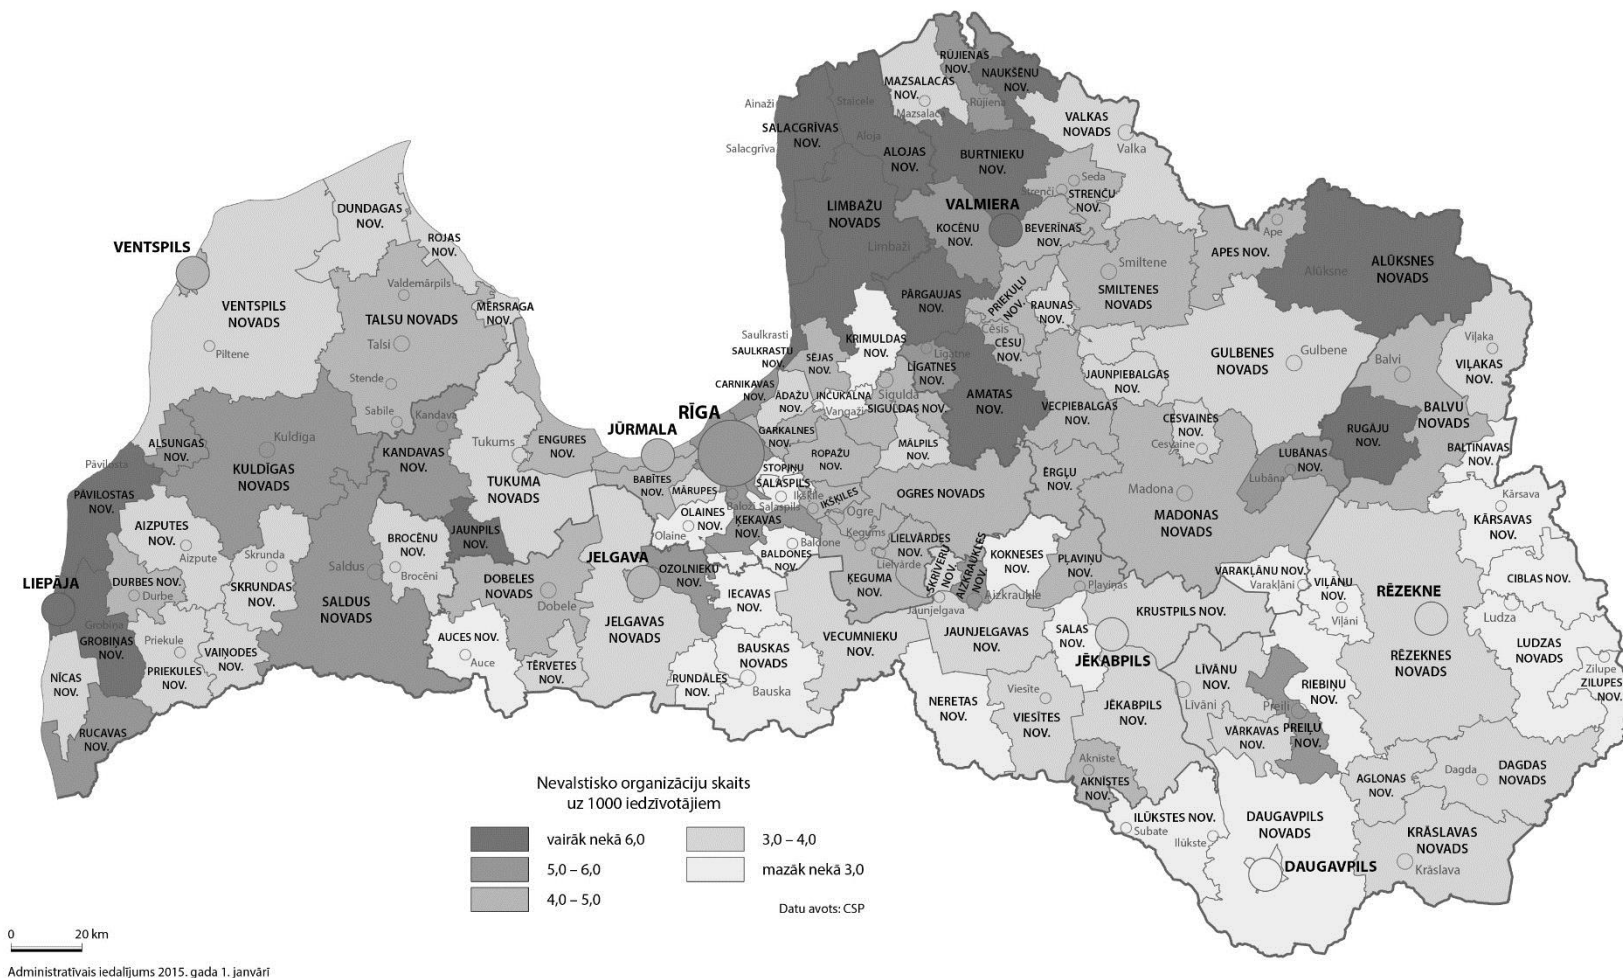 RŪJIENAS
NOV.
NAUKŠĒNU
NOV.
Rūjiena
MAZSALACAS
NOV.
Mazsalaca
Ainaži
Staicele
SALACGRĪVAS
NOV.
Aloja
Salacgrīva
ALOJAS
NOV.
BURTNIEKU
NOV.
VALKAS
NOVADS
Valka
Seda
Strenči
STRENČU
NOV.
LIMBAŽU
NOVADS
Limbaži
VALMIERA
KOCĒNU
NOV.
BEVERĪNAS
NOV.
Ape
APES NOV.
Smiltene
SMILTENES
NOVADS
Alūksne
ALŪKSNES
NOVADS
DUNDAGAS
NOV.
ROJAS
NOV.
VENTSPILS
VENTSPILS
NOVADS
Piltene
Valdemārpils
TALSU NOVADS
Talsi
MĒRSRAGA
NOV.
Stende
Sabile
PĀRGAUJAS
NOV.
PRIEKUĻU
NOV.
RAUNAS
NOV.
Cēsis
CĒSU
NOV.
Saulkrasti
SAULKRASTU
NOV.
SĒJAS
NOV.
KRIMULDAS
NOV.
Līgatne
LĪGATNES
NOV.
AMATAS
NOV.
JAUNPIEBALGAS
NOV.
VECPIEBALGAS
NOV.
GULBENES
NOVADS
Gulbene
Balvi
BALVU
NOVADS
Viļaka
VIĻAKAS
NOV.
RUGĀJU
NOV.
BALTINAVAS
NOV.
CARNIKAVAS
NOV.
ĀDAŽU
NOV.
INČUKALNA
Vangaži
Sigulda
SIGULDAS NOV.
MĀLPILS
NOV.
RĪGA
JŪRMALA
GARKALNES
NOV.
ROPAŽU
NOV.
STOPIŅU
SALASPILS
Salaspils
Ikšķile
IKŠĶILES
Ogre
OGRES NOVADS
ĒRGĻU
NOV.
CESVAINES
NOV.
Cesvaine
LUBĀNAS
NOV.
Lubāna
Madona
MADONAS
NOVADS
ALSUNGAS
NOV.
Kuldīga
KULDĪGAS
NOVADS
Kandava
KANDAVAS
NOV.
Tukums
TUKUMA
NOVADS
ENGURES
NOV.
BABĪTES
NOV.
MĀRUPES
Baloži
OLAINES
NOV.
Olaine
ĶEKAVAS
NOV.
Baldone
BALDONES
NOV.
Ķegums
Lielvārde
LIELVĀRDES
NOV.
ĶEGUMA
NOV.
SKRĪVERU
NOV.
AIZKRAUKLES
NOV.
Aizkraukle
Jaunjelgava
KOKNESES
NOV.
PĻAVIŅU
NOV.
Pļaviņas
Pāvilosta
PĀVILOSTAS
NOV.
AIZPUTES
NOV.
Aizpute
Skrunda
SKRUNDAS
NOV.
Saldus
SALDUS
NOVADS
BROCĒNU
NOV.
Brocēni
JAUNPILS
NOV.
DOBELES
NOVADS
Dobele
JELGAVA
JELGAVAS
NOVADS
OZOLNIEKU
NOV.
IECAVAS
NOV.
VECUMNIEKU
NOV.
JAUNJELGAVAS
NOV.
SALAS
NOV.
KRUSTPILS NOV.
JĒKABPILS
VARAKĻĀNU NOV.
Varakļāni
VIĻĀNU
NOV.
Viļāni
RĒZEKNE
RĒZEKNES
NOVADS
Kārsava
KĀRSAVAS
NOV.
CIBLAS NOV.
Ludza
LUDZAS
NOVADS
Zilupe
ZILUPES
NOV.
LIEPĀJA
DURBES NOV.
Durbe
Grobiņa
GROBIŅAS
NOV.
Priekule
PRIEKULES
NOV.
VAIŅODES
NOV.
NĪCAS
NOV.
RUCAVAS
NOV.
AUCES NOV.
Auce
TĒRVETES
NOV.
RUNDĀLES
NOV.
BAUSKAS
NOVADS
Bauska
NERETAS
NOV.
Viesīte
VIESĪTES
NOV.
JĒKABPILS
NOV.
LĪVĀNU
NOV.
Līvāni
Preiļi
PREIĻU
NOV.
RIEBIŅU
NOV.
VĀRKAVAS
NOV.
Akniste
AKNĪSTES
NOV.
ILŪKSTES NOV.
Subate
Ilūkste
DAUGAVPILS
NOVADS
DAUGAVPILS
AGLONAS
NOV.
Dagda
DAGDAS
NOVADS
KRĀSLAVAS
NOVADS
Krāslava
Nevalstisko organizāciju skaits
uz 1000 iedzīvotājiem
vairāk nekā 6,0
5,0 – 6,0
4,0 – 5,0
3,0 – 4,0
mazāk nekā 3,0
Datu avots: CSP
0 20 km
Administratīvais iedalījums 2015. gada 1. janvārī